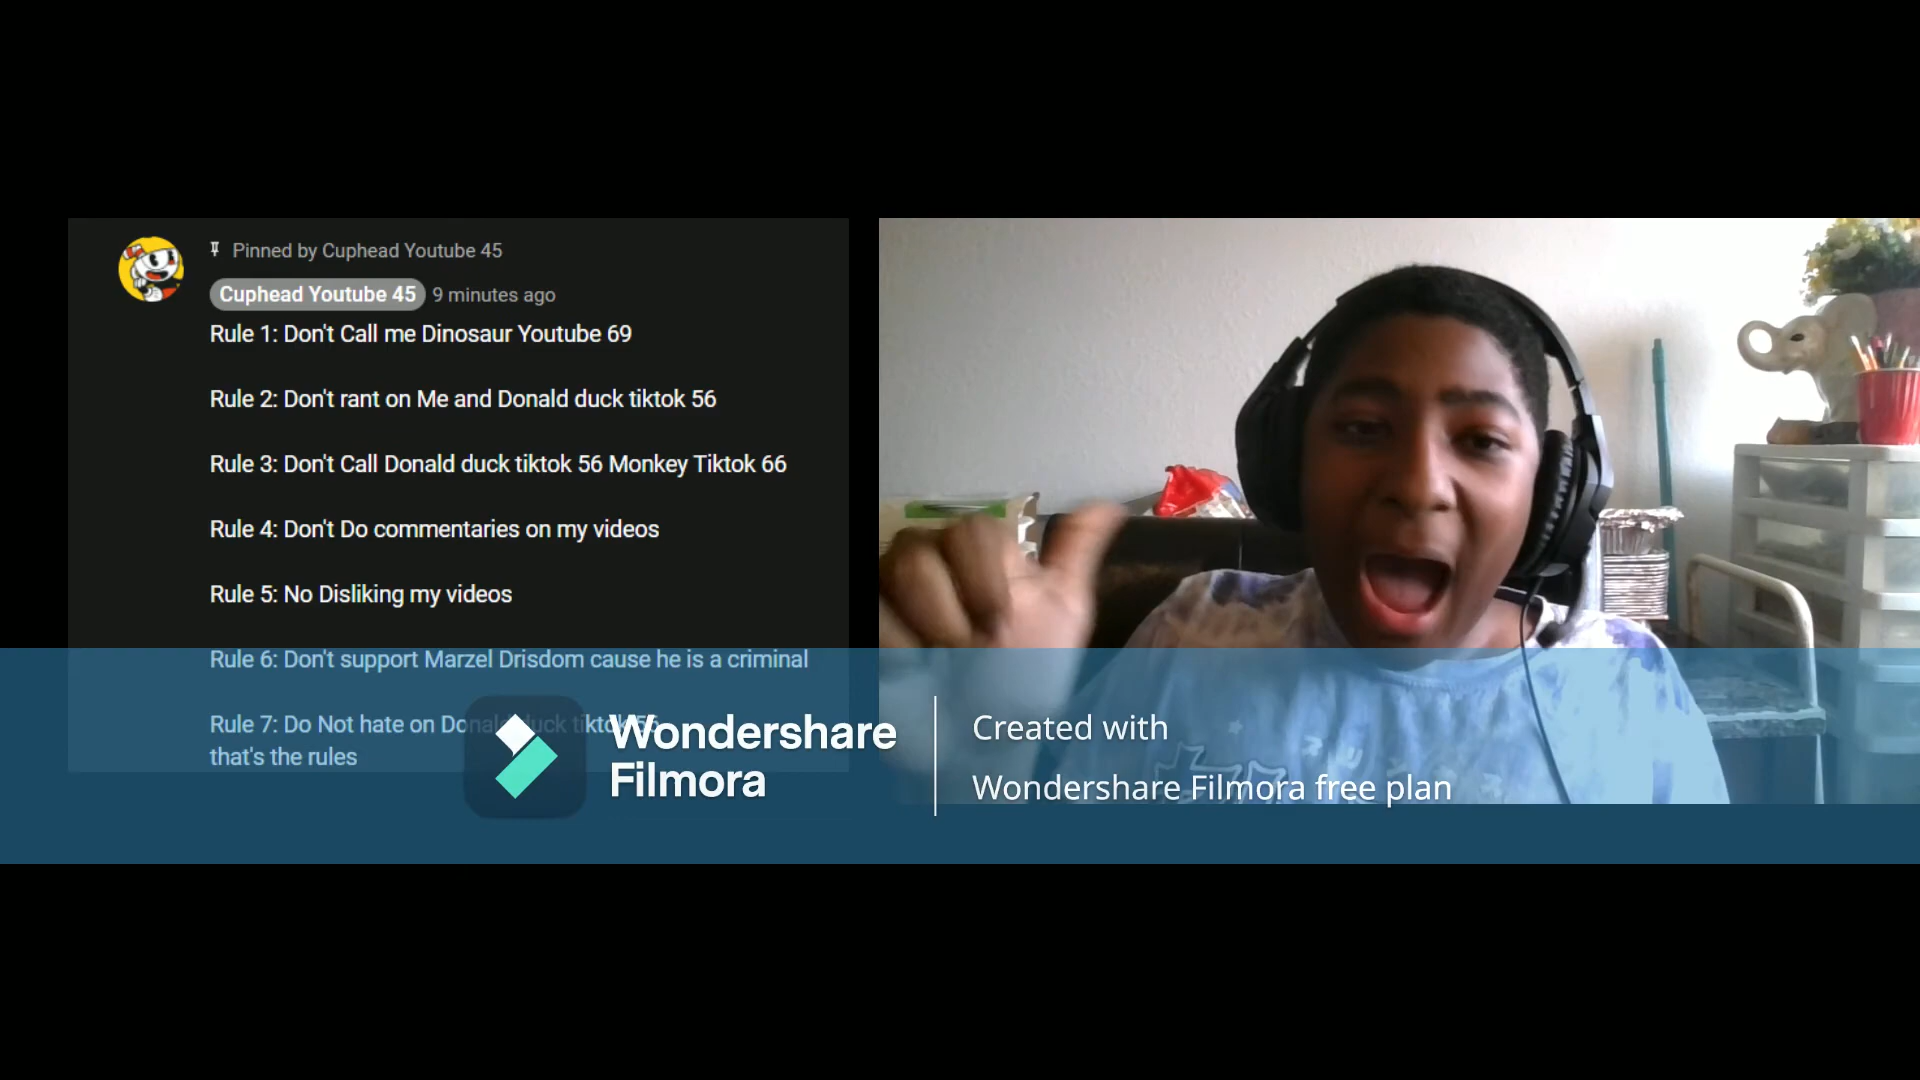 Pinned by Cuphead Youtube 45
Cuphead Youtube 45 9 minutes ago
Rule 1: Don't Call me Dinosaur Youtube 69
Rule 2: Don't rant on Me and Donald duck tiktok 56
Rule 3: Don't Call Donald duck tiktok 56 Monkey Tiktok 66
Rule 4: Don't Do commentaries on my videos
Rule 5: No Disliking my videos
Rule 6: Don't support Marzel Drisdom cause he is a criminal
Rule 7: Do Not hate on Donald duck tiktok 56
that's the rules
Wondershare
Filmora
Created with
Wondershare Filmora free plan